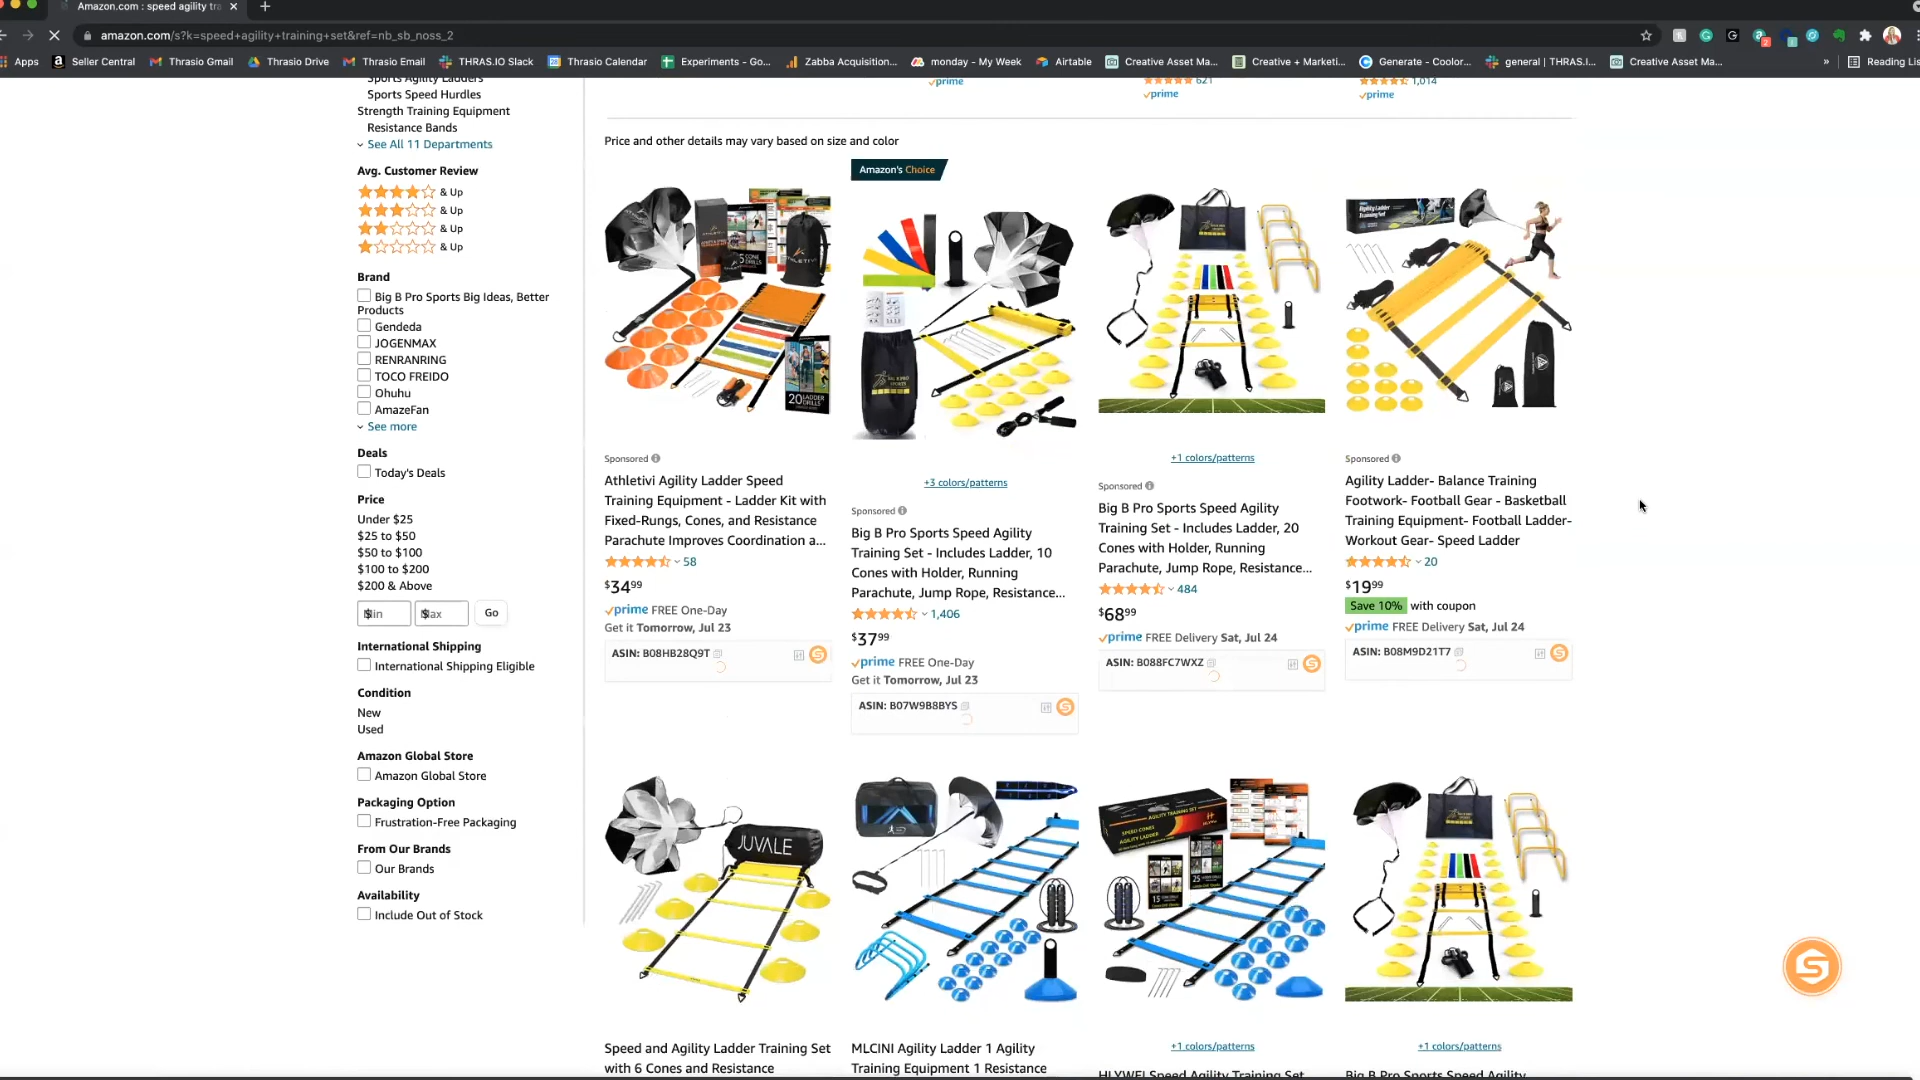 Amazon.com : speed agility tra
amazon.com/s?k=speed+agility+training+set&ref=nb_sb_noss_2
Apps
Seller Central
Thrasio Gmail
Thrasio Drive
Thrasio Email
THRAS.IO Slack
Thrasio Calendar
Experiments - Go...
Zabba Acquisition...
monday - My Week
Airtable
Creative Asset Ma...
Creative + Marketi...
Generate - Coolor...
general | THRAS.I...
Creative Asset Ma...
»
Reading Lis
Sports Agility Ladders
Sports Speed Hurdles
Strength Training Equipment
Resistance Bands
See All 11 Departments
Avg. Customer Review
& Up
& Up
& Up
& Up
Brand
Big B Pro Sports Big Ideas, Better
Products
Gendeda
JOGENMAX
RENRANRING
TOCO FREIDO
Ohuhu
AmazeFan
See more
Deals
Today's Deals
Price
Under $25
$25 to $50
$50 to $100
$100 to $200
$200 & Above
$ Min
$ Max
Go
International Shipping
International Shipping Eligible
Condition
New
Used
Amazon Global Store
Amazon Global Store
Packaging Option
Frustration-Free Packaging
From Our Brands
Our Brands
Availability
Include Out of Stock
prime
621
prime
1,014
prime
Price and other details may vary based on size and color
Amazon's Choice
Sponsored
Athletivi Agility Ladder Speed
Training Equipment - Ladder Kit with
Fixed-Rungs, Cones, and Resistance
Parachute Improves Coordination a...
58
$34 99
prime FREE One-Day
Get it Tomorrow, Jul 23
ASIN: B08HB28Q9T
+3 colors/patterns
Sponsored
Big B Pro Sports Speed Agility
Training Set - Includes Ladder, 10
Cones with Holder, Running
Parachute, Jump Rope, Resistance...
1,406
$37 99
prime FREE One-Day
Get it Tomorrow, Jul 23
ASIN: B07W9B8BYS
+1 colors/patterns
Sponsored
Big B Pro Sports Speed Agility
Training Set - Includes Ladder, 20
Cones with Holder, Running
Parachute, Jump Rope, Resistance...
484
$68 99
prime FREE Delivery Sat, Jul 24
ASIN: B088FC7WXZ
Sponsored
Agility Ladder- Balance Training
Footwork- Football Gear - Basketball
Training Equipment- Football Ladder-
Workout Gear- Speed Ladder
20
$19 99
Save 10% with coupon
prime FREE Delivery Sat, Jul 24
ASIN: B08M9D21T7
20 LADDER
DRILLS
JUVALE
AGILITY TRAINING SET
SPEED CONES
AGILITY LADDER
15
25
Speed and Agility Ladder Training Set
with 6 Cones and Resistance
MLCINI Agility Ladder 1 Agility
Training Equipment 1 Resistance
+1 colors/patterns
HLYWEI Speed Agility Training Set
+1 colors/patterns
Big B Pro Sports Speed Agility